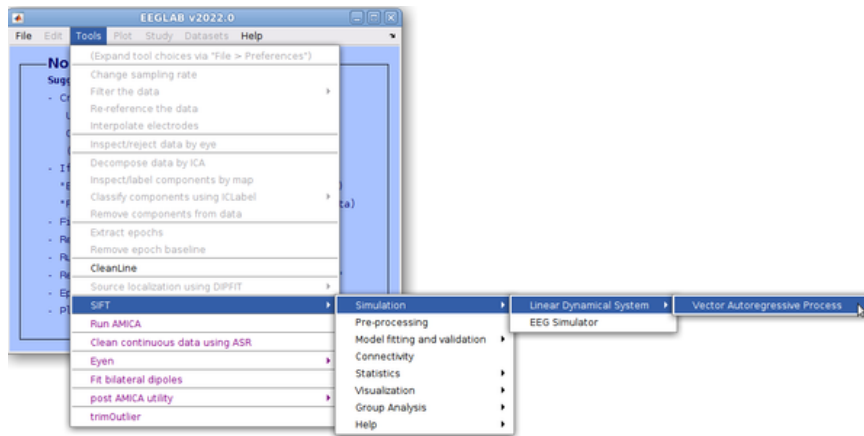 EEGLAB v2022.0
File Edit Tools Plot Study Datasets Help
No
Sugg
(Expand tool choices via "File > Preferences")
Change sampling rate
Filter the data
Re-reference the data
Interpolate electrodes
Inspect/reject data by eye
Decompose data by ICA
Inspect/label components by map
Classify components using ICLabel
Remove components from data
Extract epochs
Remove epoch baseline
CleanLine
Source localization using DIPFIT
SIFT
Run AMICA
Clean continuous data using ASR
Eyen
Fit bilateral dipoles
post AMICA utility
trimOutlier
Simulation
Pre-processing
Model fitting and validation
Connectivity
Statistics
Visualization
Group Analysis
Help
Linear Dynamical System
EEG Simulator
Vector Autoregressive Process